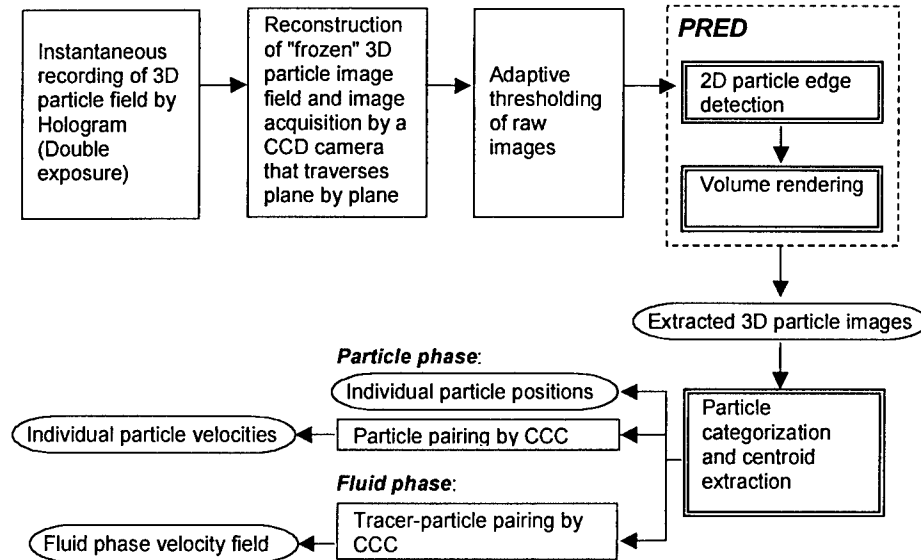 Instantaneous
recording of 3D
particle field by
Hologram
(Double
exposure)
Reconstruction
of "frozen" 3D
particle image
field and image
acquisition by a
CCD camera
that traverses
plane by plane
Adaptive
thresholding
of raw
images
PRED
2D particle edge
detection
Volume rendering
Extracted 3D particle images
Particle
categorization
and centroid
extraction
Particle phase:
Individual particle positions
Particle pairing by CCC
Individual particle velocities
Fluid phase:
Tracer-particle pairing by
CCC
Fluid phase velocity field